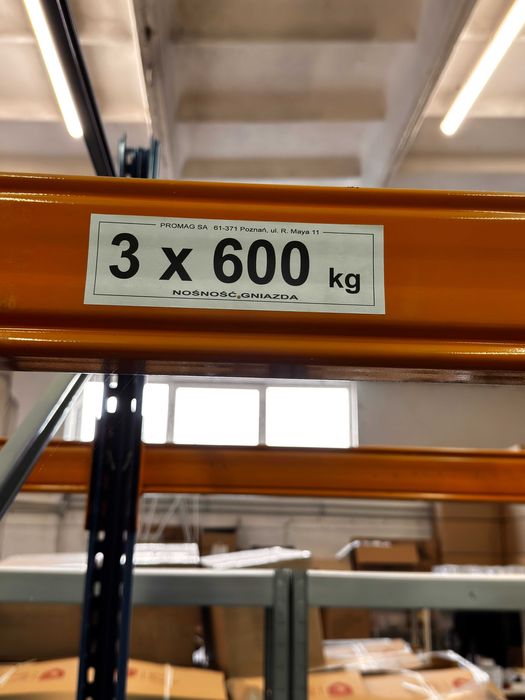 PROMAG SA 61-371 Poznań, ul. R. Maya 11
3 x 600 kg
NOŚNOŚĆ GNIAZDA